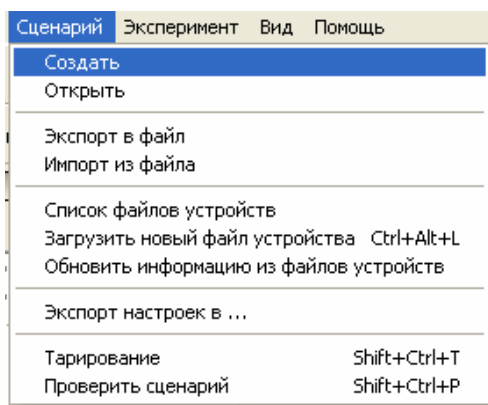 Сценарий Эксперимент Вид Помощь
Создать
Открыть
Экспорт в файл
Импорт из файла
Список файлов устройств
Загрузить новый файл устройства Ctrl+Alt+L
Обновить информацию из файлов устройств
Экспорт настроек в ...
Тарирование Shift+Ctrl+T
Проверить сценарий Shift+Ctrl+P